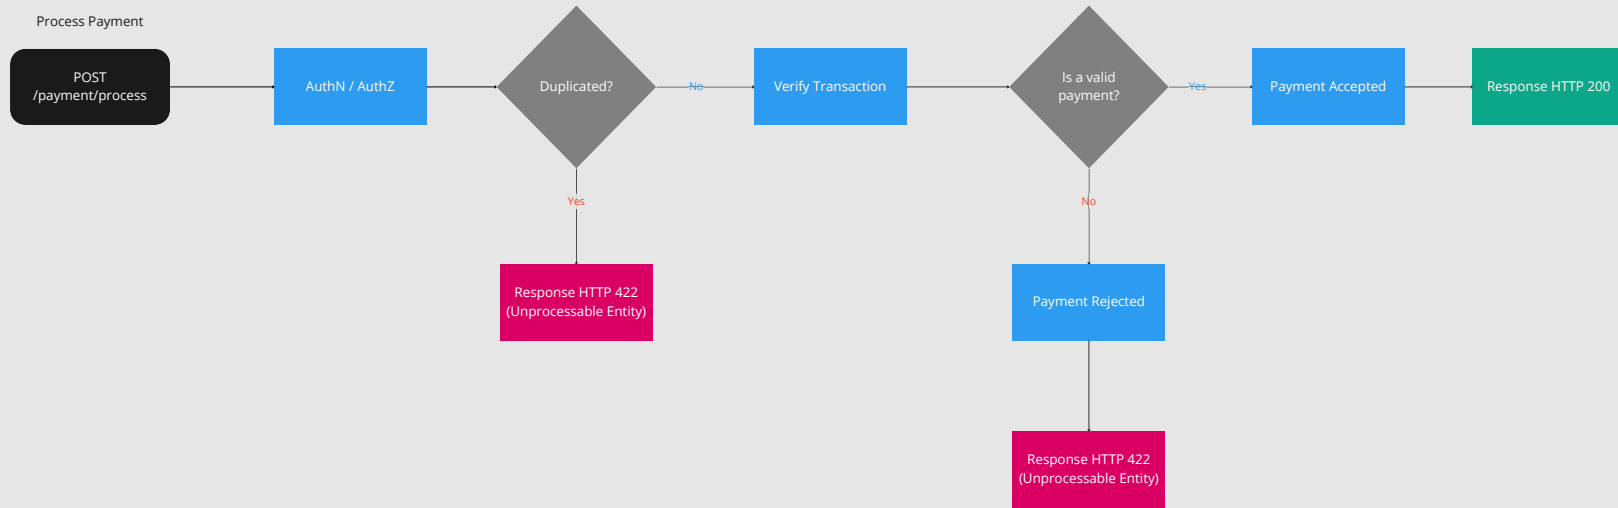 Process Payment
POST
/payment/process
AuthN / AuthZ
Duplicated?
No
Verify Transaction
Is a valid
payment?
Yes
Payment Accepted
Response HTTP 200
Yes
No
Response HTTP 422
(Unprocessable Entity)
Payment Rejected
Response HTTP 422
(Unprocessable Entity)